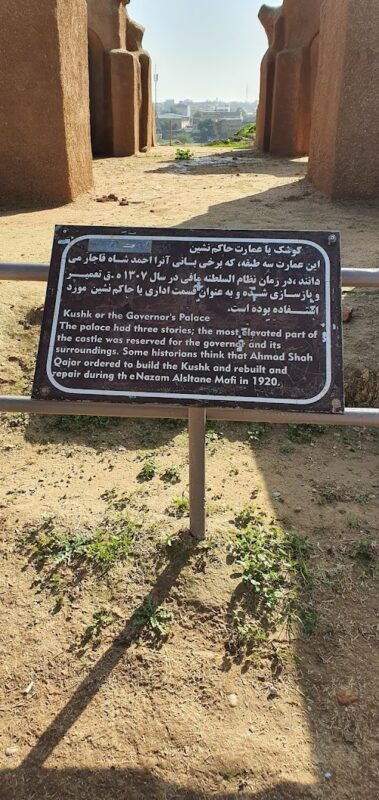 کوشک یا عمارت حاکم نشین
این عمارت سه طبقه، که برخی بانی آنرا احمد شاه قاجار می
دانند ،در زمان نظام السلطنه مافی در سال ۱۳۰۷ ه .ق تعمیر
و بازسازی شده و به عنوان قسمت اداری یا حاکم نشین مورد
استفاده بوده است.
Kushk or the Governor's Palace
The palace had three stories; the most elevated part of
the castle was reserved for the governor and its
surroundings. Some historians think that Ahmad Shah
Qajar ordered to build the Kushk and rebuilt and
repair during th eNazam Alsltane Mafi in 1920.